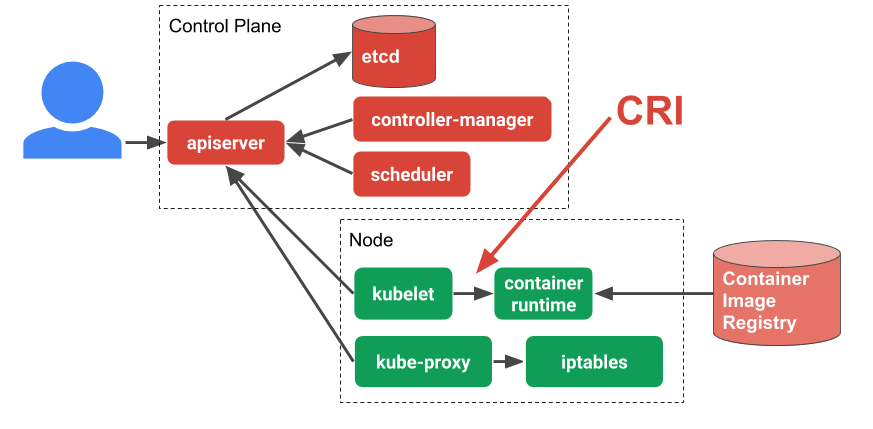 Control Plane
etcd
controller-manager
apiserver
scheduler
CRI
Node
kubelet
container
runtime
Container
Image
Registry
kube-proxy
iptables